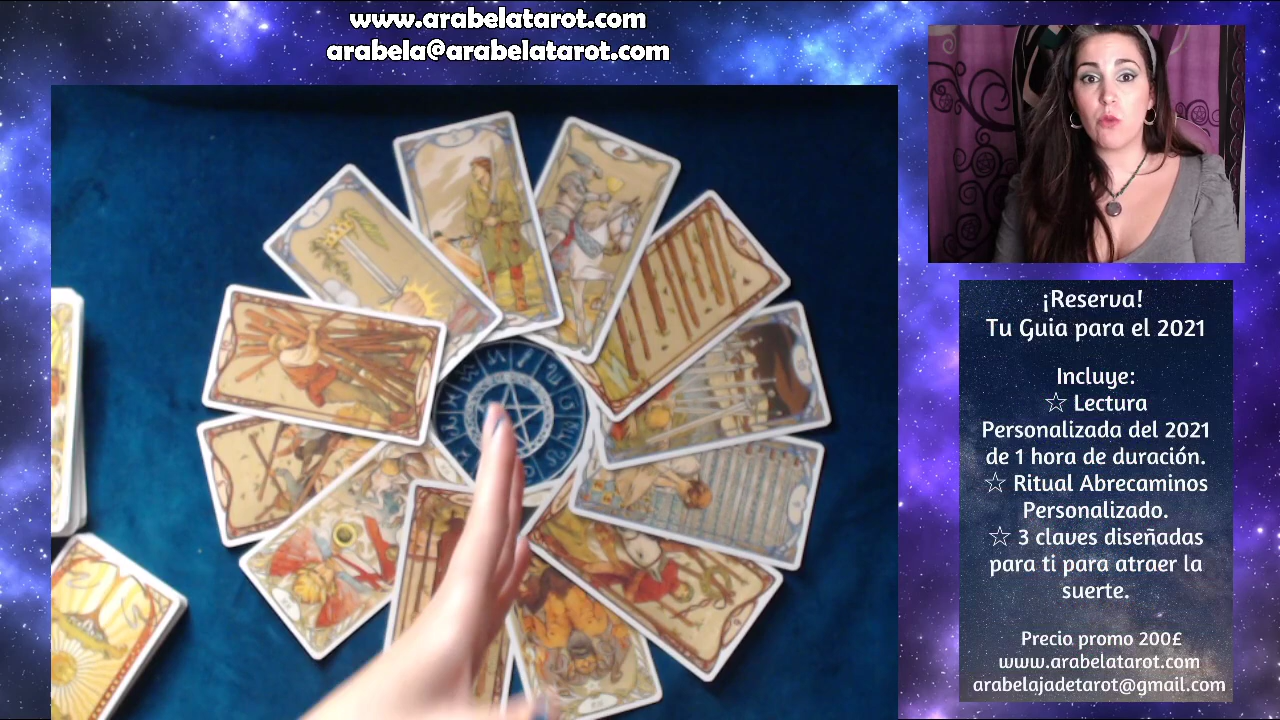 www.arabelatarot.com
arabela@arabelatarot.com
¡Reserva!
Tu Guia para el 2021
Incluye:
☆ Lectura
Personalizada del 2021
de 1 hora de duración.
☆ Ritual Abrecaminos
Personalizado.
☆ 3 claves diseñadas
para ti para atraer la
suerte.
Precio promo 200£
www.arabelatarot.com
arabelajadetarot@gmail.com